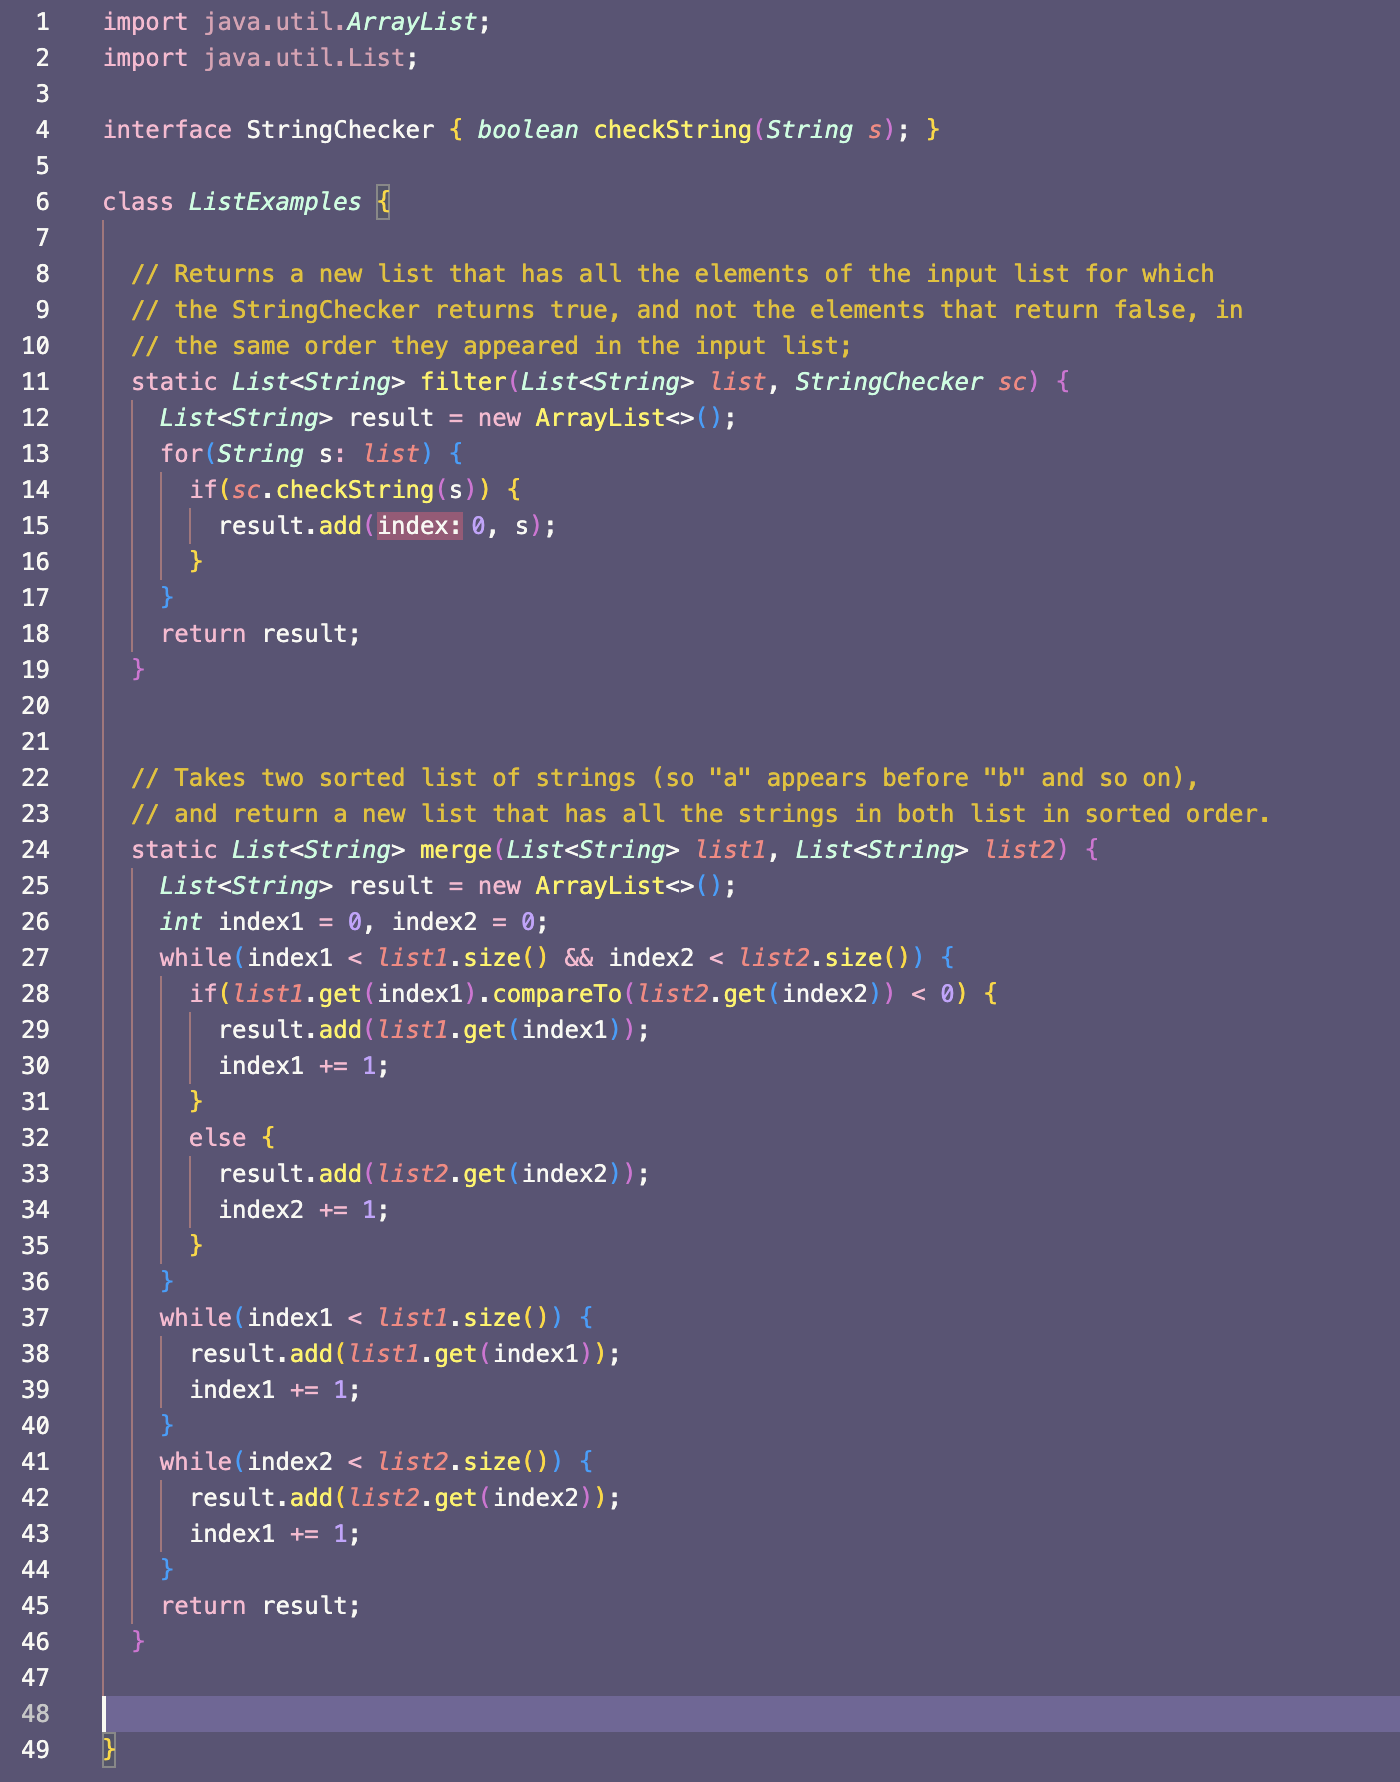 1 import java.util.ArrayList;
2 import java.util.List;
3
4 interface StringChecker { boolean checkString(String s); }
5
6 class ListExamples {
7
8   // Returns a new list that has all the elements of the input list for which
9   // the StringChecker returns true, and not the elements that return false, in
10   // the same order they appeared in the input list;
11   static List<String> filter(List<String> list, StringChecker sc) {
12     List<String> result = new ArrayList<>();
13     for(String s: list) {
14       if(sc.checkString(s)) {
15         result.add(index: 0, s);
16       }
17     }
18     return result;
19   }
20
21
22   // Takes two sorted list of strings (so "a" appears before "b" and so on),
23   // and return a new list that has all the strings in both list in sorted order.
24   static List<String> merge(List<String> list1, List<String> list2) {
25     List<String> result = new ArrayList<>();
26     int index1 = 0, index2 = 0;
27     while(index1 < list1.size() && index2 < list2.size()) {
28       if(list1.get(index1).compareTo(list2.get(index2)) < 0) {
29         result.add(list1.get(index1));
30         index1 += 1;
31       }
32       else {
33         result.add(list2.get(index2));
34         index2 += 1;
35       }
36     }
37     while(index1 < list1.size()) {
38       result.add(list1.get(index1));
39       index1 += 1;
40     }
41     while(index2 < list2.size()) {
42       result.add(list2.get(index2));
43       index1 += 1;
44     }
45     return result;
46   }
47
48
49 }